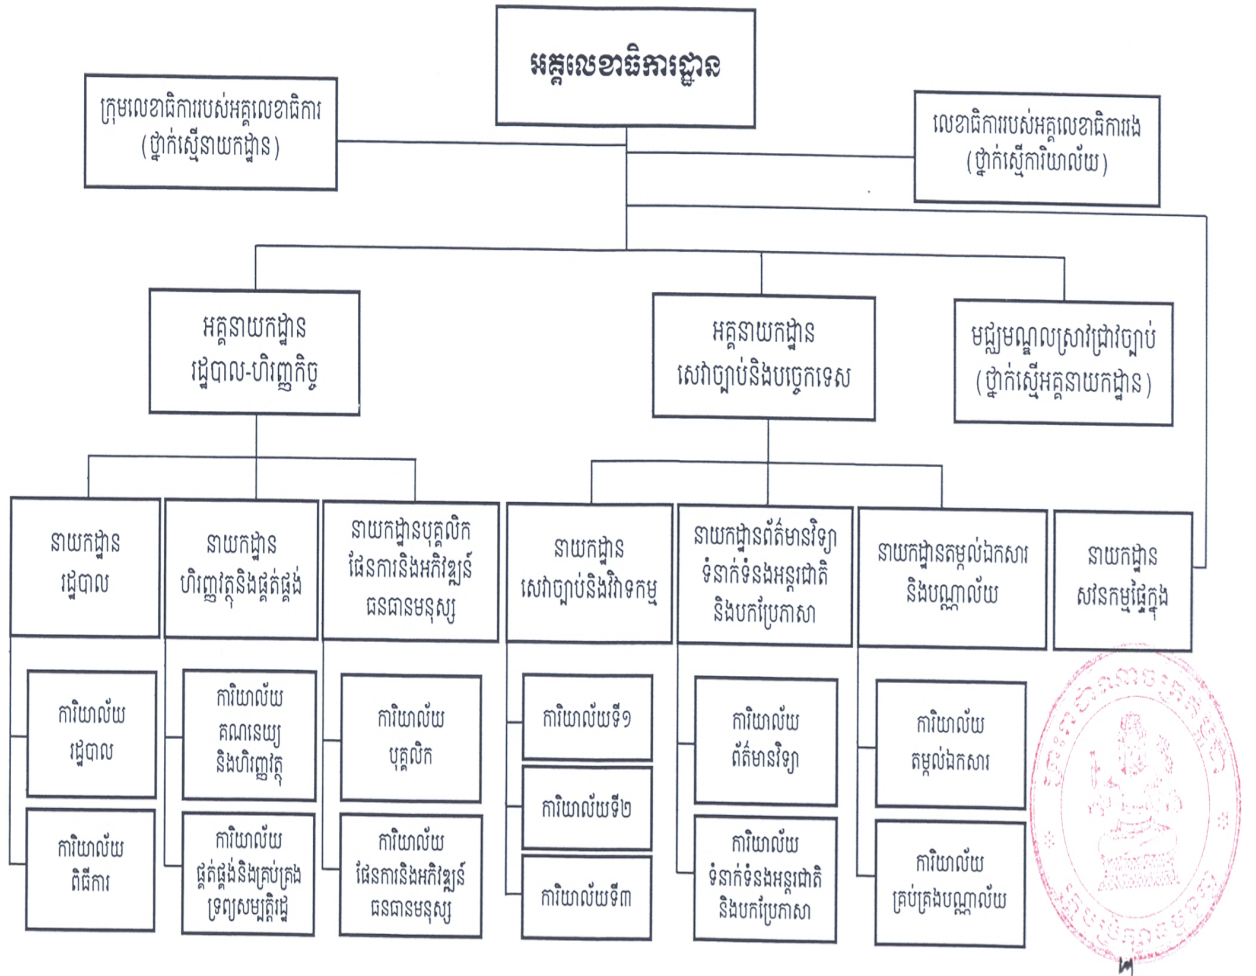 អគ្គលេខាធិការដ្ឋាន
ក្រុមលេខាធិការរបស់អគ្គលេខាធិការ
(ថ្នាក់ស្មើនាយកដ្ឋាន)
លេខាធិការរបស់អគ្គលេខាធិការរង
(ថ្នាក់ស្មើការិយាល័យ)
អគ្គនាយកដ្ឋាន
រដ្ឋបាល-ហិរញ្ញកិច្ច
អគ្គនាយកដ្ឋាន
សេវាច្បាប់និងបច្ចេកទេស
មជ្ឈមណ្ឌលស្រាវជ្រាវច្បាប់
(ថ្នាក់ស្មើអគ្គនាយកដ្ឋាន)
នាយកដ្ឋាន
រដ្ឋបាល
នាយកដ្ឋាន
ហិរញ្ញវត្ថុនិងផ្គត់ផ្គង់
នាយកដ្ឋានបុគ្គលិក
ផែនការនិងអភិវឌ្ឍន៍
ធនធានមនុស្ស
នាយកដ្ឋាន
សេវាច្បាប់និងវិវាទកម្ម
នាយកដ្ឋានព័ត៌មានវិទ្យា
ទំនាក់ទំនងអន្តរជាតិ
និងបកប្រែភាសា
នាយកដ្ឋានតម្កល់ឯកសារ
និងបណ្ណាល័យ
នាយកដ្ឋាន
សវនកម្មផ្ទៃក្នុង
ការិយាល័យ
រដ្ឋបាល
ការិយាល័យ
គណនេយ្យ
និងហិរញ្ញវត្ថុ
ការិយាល័យ
បុគ្គលិក
ការិយាល័យទី១
ការិយាល័យ
ព័ត៌មានវិទ្យា
ការិយាល័យ
តម្កល់ឯកសារ
ការិយាល័យទី២
ការិយាល័យ
ពិធីការ
ការិយាល័យ
ផ្គត់ផ្គង់និងគ្រប់គ្រង
ទ្រព្យសម្បត្តិរដ្ឋ
ការិយាល័យ
ផែនការនិងអភិវឌ្ឍន៍
ធនធានមនុស្ស
ការិយាល័យទី៣
ការិយាល័យ
ទំនាក់ទំនងអន្តរជាតិ
និងបកប្រែភាសា
ការិយាល័យ
គ្រប់គ្រងបណ្ណាល័យ